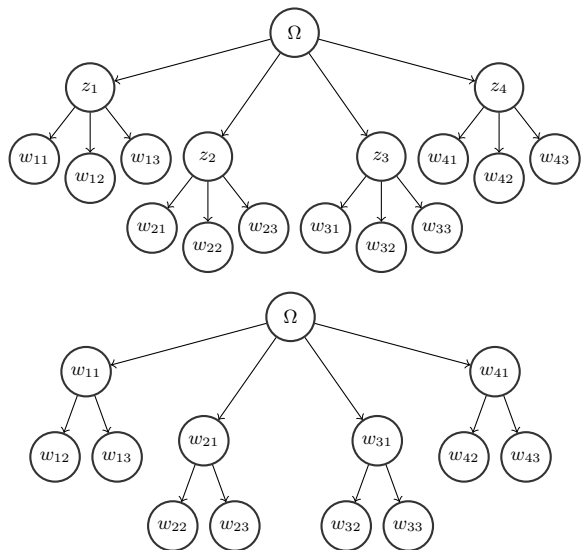 Ω
z₁ z₄
w₁₁ w₁₂ w₁₃ z₂ z₃ w₄₁ w₄₂ w₄₃
w₂₁ w₂₂ w₂₃ w₃₁ w₃₂ w₃₃
Ω
w₁₁ w₄₁
w₂₁ w₃₁
w₁₂ w₁₃ w₄₂ w₄₃
w₂₂ w₂₃ w₃₂ w₃₃